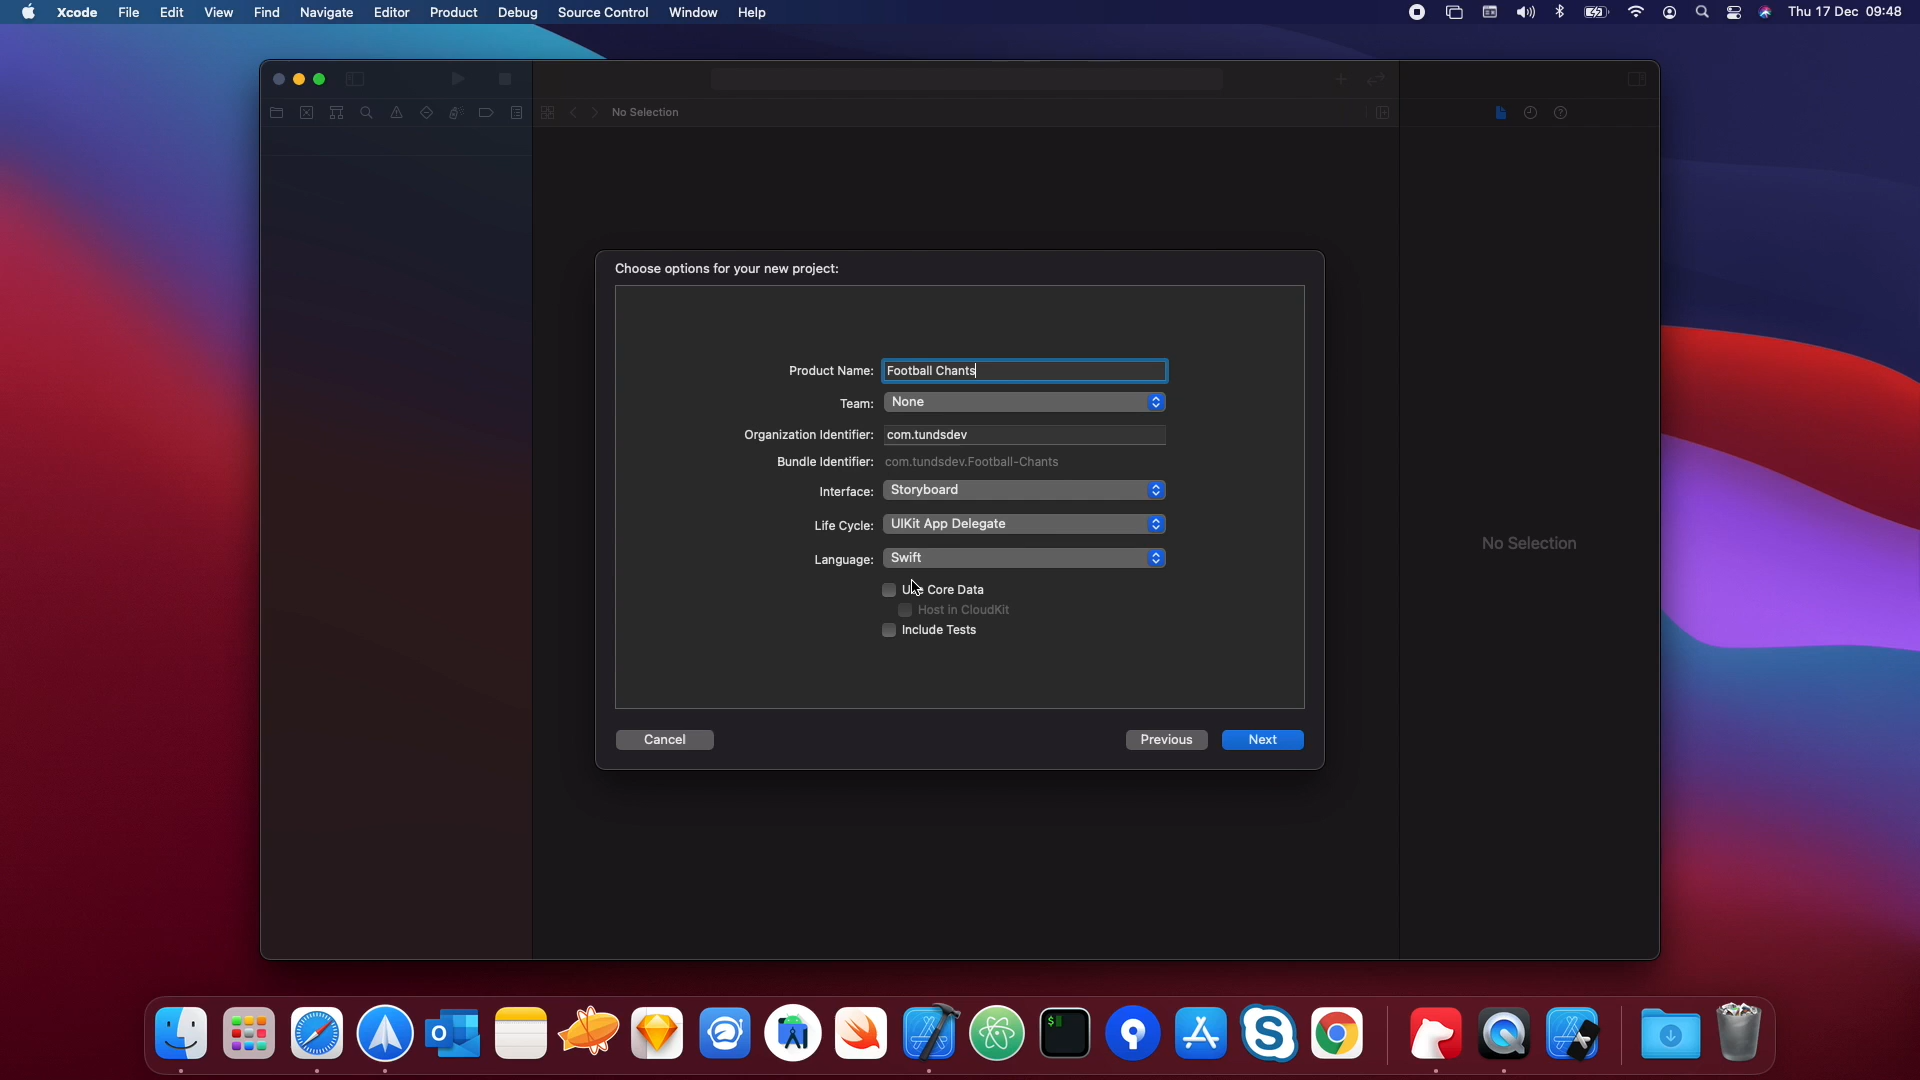 Xcode File Edit View Find Navigate Editor Product Debug Source Control Window Help Thu 17 Dec 09:48
No Selection
Choose options for your new project:
Product Name: Football Chants
Team: None
Organization Identifier: com.tundsdev
Bundle Identifier: com.tundsdev.Football-Chants
Interface: Storyboard
Life Cycle: UIKit App Delegate
No Selection
Language: Swift
Use Core Data
Host in CloudKit
Include Tests
Cancel Previous Next